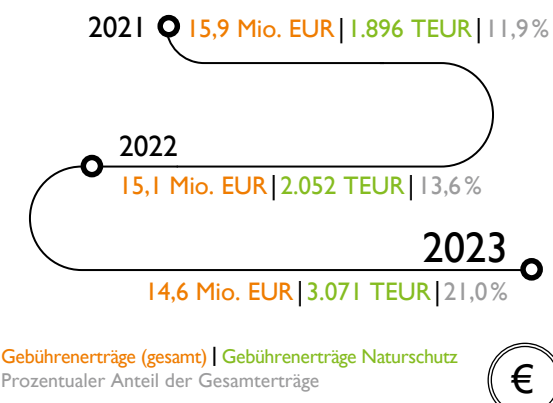 2021 15,9 Mio. EUR|1.896 TEUR|11,9%
2022
15,1 Mio. EUR|2.052 TEUR|13,6%
2023
14,6 Mio. EUR|3.071 TEUR|21,0%
Gebührenerträge (gesamt) | Gebührenerträge Naturschutz
Prozentualer Anteil der Gesamterträge
€